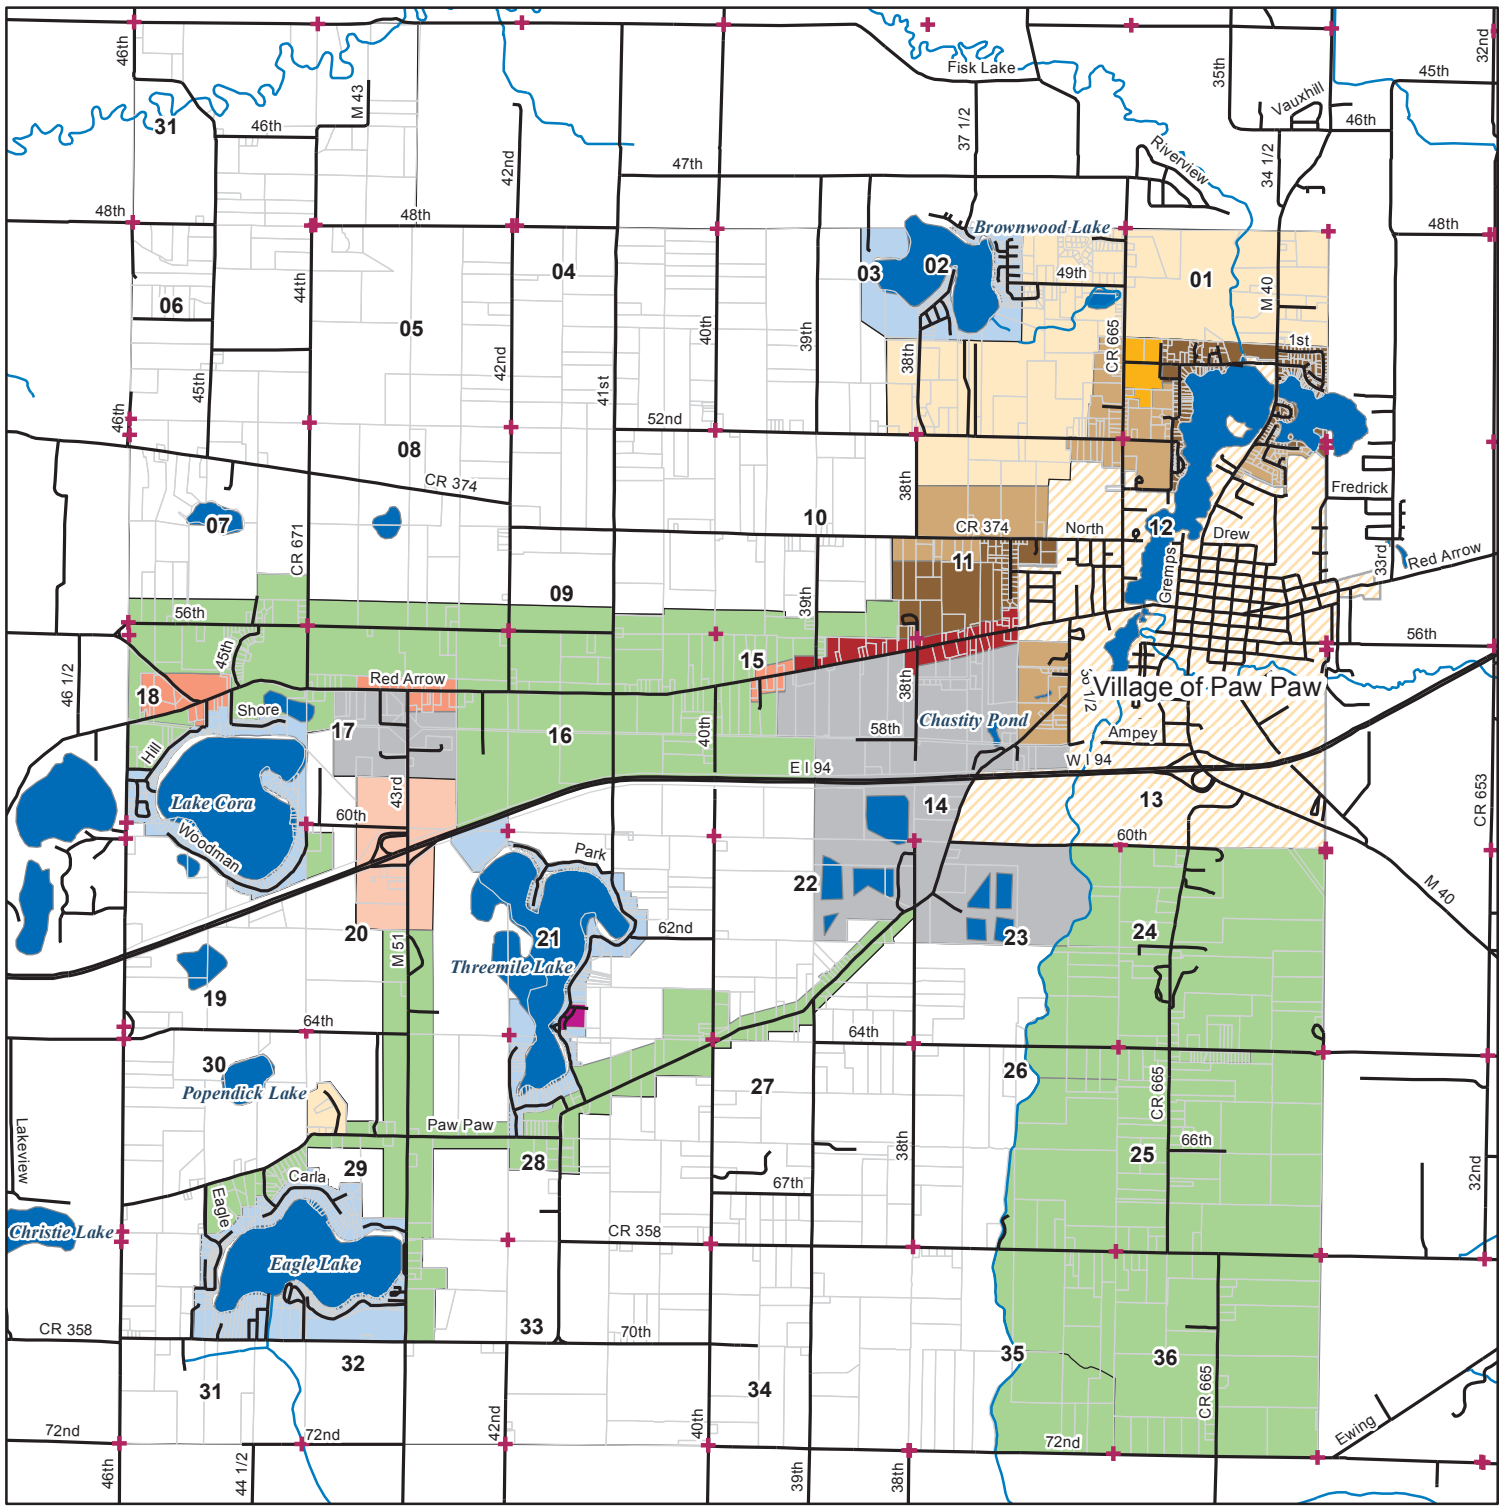 46th
M 43
42nd
Fisk Lake
35th
Vauxhill
45th
32nd
31
46th
37 1/2
Riverview
34 1/2
46th
47th
48th
48th
48th
Brownwood Lake
04
03
02
49th
01
M 40
44th
06
05
40th
39th
38th
CR 665
1st
42nd
45th
41st
46th
52nd
08
CR 374
38th
Fredrick
07
10
CR 374
North
12
Drew
CR 671
11
Gremps
33rd
Red Arrow
09
39th
56th
56th
45th
15
46 1/2
18
Red Arrow
38th
38 1/2
Village of Paw Paw
Shore
17
16
40th
58th
Chastity Pond
Ampey
Hill
E I 94
W I 94
Lake Cora
43rd
14
13
CR 653
60th
60th
Woodman
Park
22
M 40
20
M 51
21
62nd
23
24
Threemile Lake
19
64th
64th
30
26
Popendick Lake
27
CR 665
Lakeview
Paw Paw
38th
66th
29
28
25
Carla
67th
32nd
Eagle
Christie Lake
CR 358
Eagle Lake
CR 358
33
70th
32
35
36
31
34
CR 665
72nd
72nd
42nd
40th
72nd
Ewing
46th
44 1/2
39th
38th